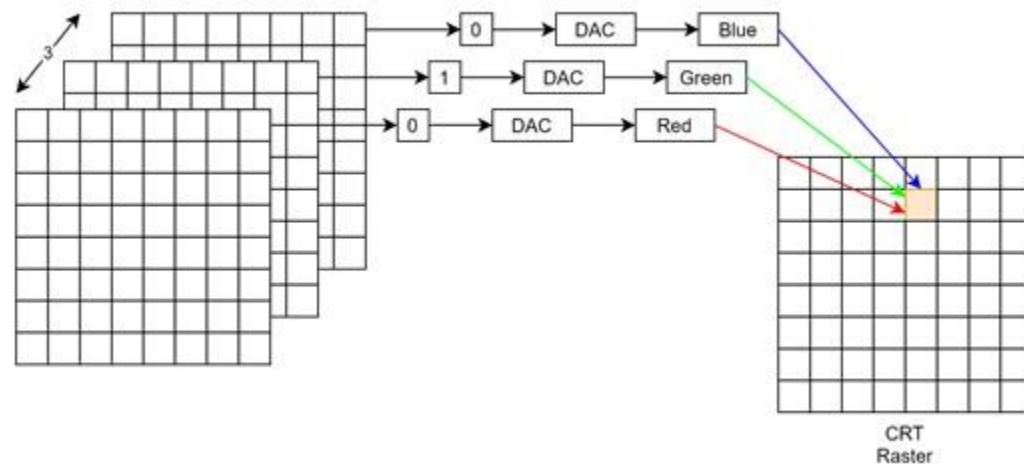 3
0 DAC Blue
1 DAC Green
0 DAC Red
CRT
Raster